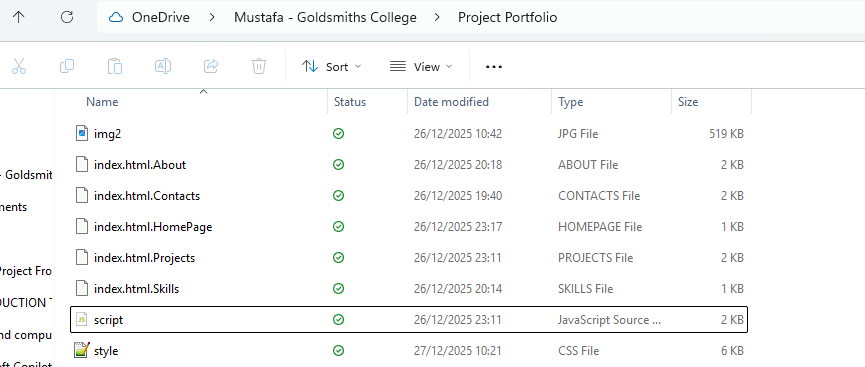 OneDrive > Mustafa - Goldsmiths College > Project Portfolio
Sort View ...
Name Status Date modified Type Size
img2 26/12/2025 10:42 JPG File 519 KB
index.html.About 26/12/2025 20:18 ABOUT File 2 KB
- Goldsmit
index.html.Contacts 26/12/2025 19:40 CONTACTS File 2 KB
ments
index.html.HomePage 26/12/2025 23:17 HOMEPAGE File 1 KB
index.html.Projects 26/12/2025 23:11 PROJECTS File 2 KB
Project Fro
index.html.Skills 26/12/2025 20:14 SKILLS File 1 KB
DUCTION T
script 26/12/2025 23:11 JavaScript Source ... 2 KB
JS
nd compu
style 27/12/2025 10:21 CSS File 6 KB
ft Copilot